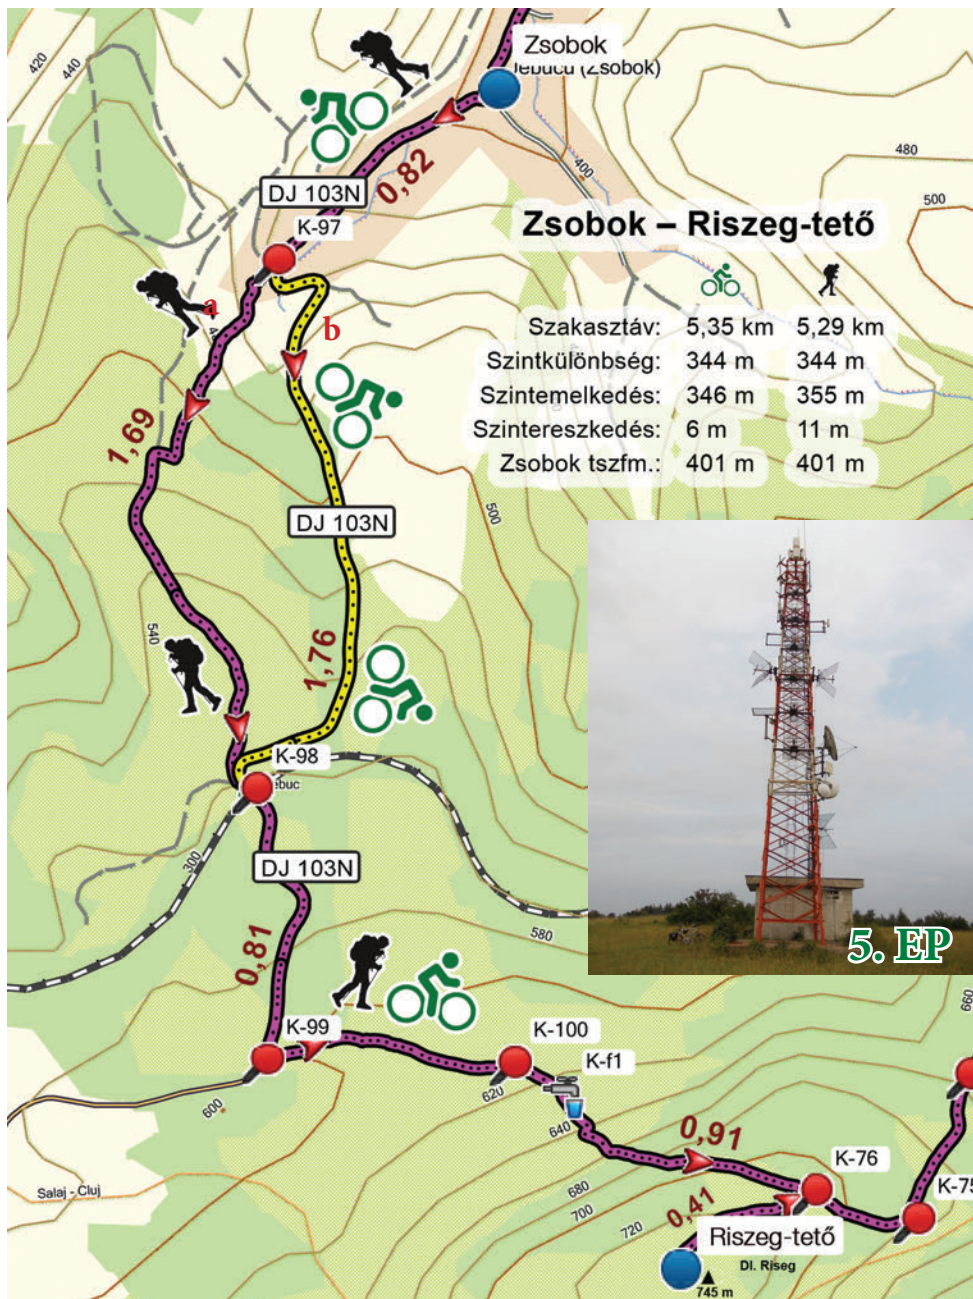 Zsobok
Jebucu (Zsobok)
420
440
400
480
500
0,82
DJ 103N
K-97
Zsobok – Riszeg-tető
Szakasztáv: 5,35 km 5,29 km
Szintkülönbség: 344 m 344 m
Szintemelkedés: 346 m 355 m
Szintereszkedés: 6 m 11 m
Zsobok tszfm.: 401 m 401 m
a
b
1,69
DJ 103N
500
540
1,76
K-98
ebuc
300
DJ 103N
580
5. EP
0,81
660
K-99
K-100
K-f1
620
600
640
0,91
K-76
K-75
680
700
720
0,41
Salaj - Cluj
Riszeg-tető
Dl. Riseg
745 m